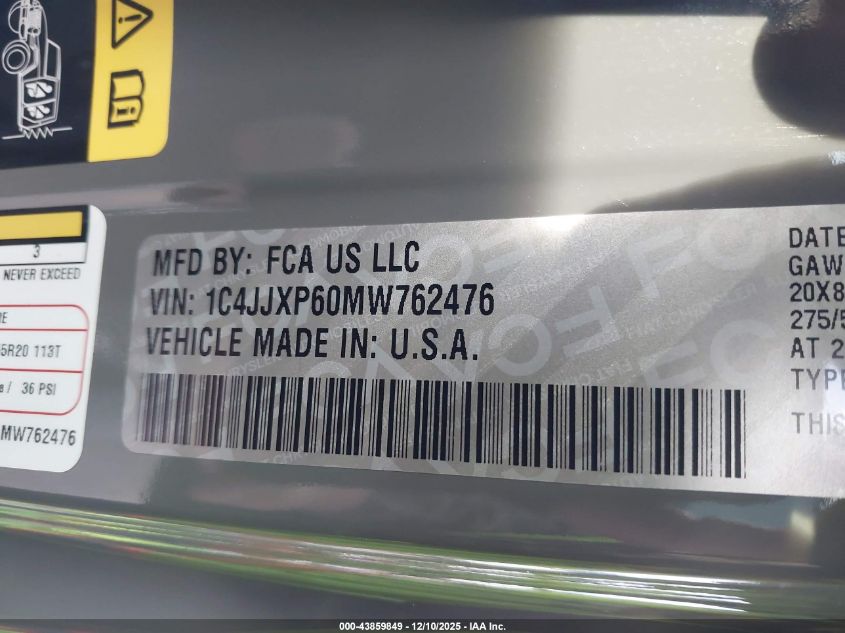 3
NEVER EXCEED
5R20 113T
/ 36 PSI
MW762476
MFD BY: FCA US LLC
VIN: 1C4JJXP60MW762476
VEHICLE MADE IN: U.S.A.
DATE
GAW
20X8
275/5
AT 2
TYPE
THIS
000-43859849 • 12/10/2025 • IAA Inc.